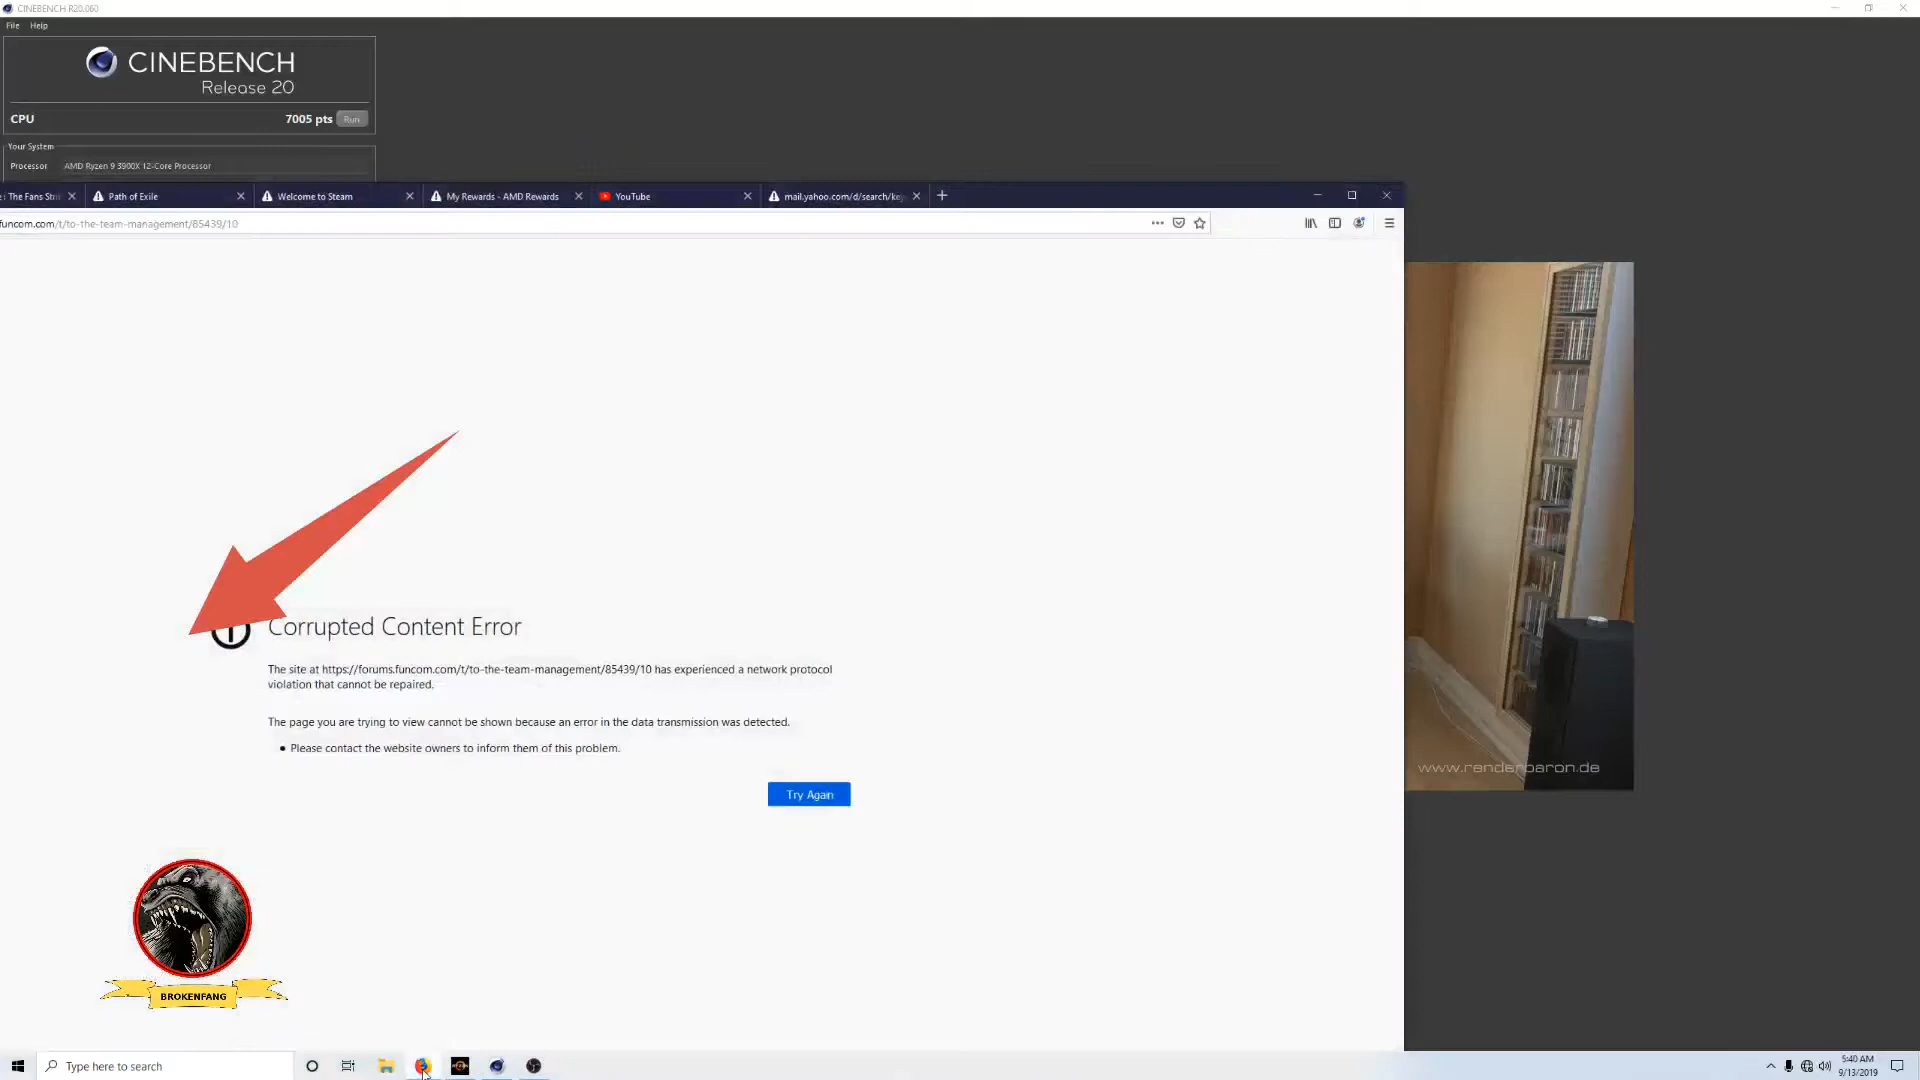 CINEBENCH R20.060
File Help
CINEBENCH
Release 20
CPU 7005 pts Run
Your System
Processor AMD Ryzen 9 3900X 12-Core Processor
: The Fans Str
Path of Exile
Welcome to Steam
My Rewards - AMD Rewards
YouTube
mail.yahoo.com/d/search/key
funcom.com/t/to-the-team-management/85439/10
Corrupted Content Error
The site at https://forums.funcom.com/t/to-the-team-management/85439/10 has experienced a network protocol
violation that cannot be repaired.
The page you are trying to view cannot be shown because an error in the data transmission was detected.
• Please contact the website owners to inform them of this problem.
Try Again
www.renderbaron.de
BROKENFANG
Type here to search
5:40 AM
9/13/2019